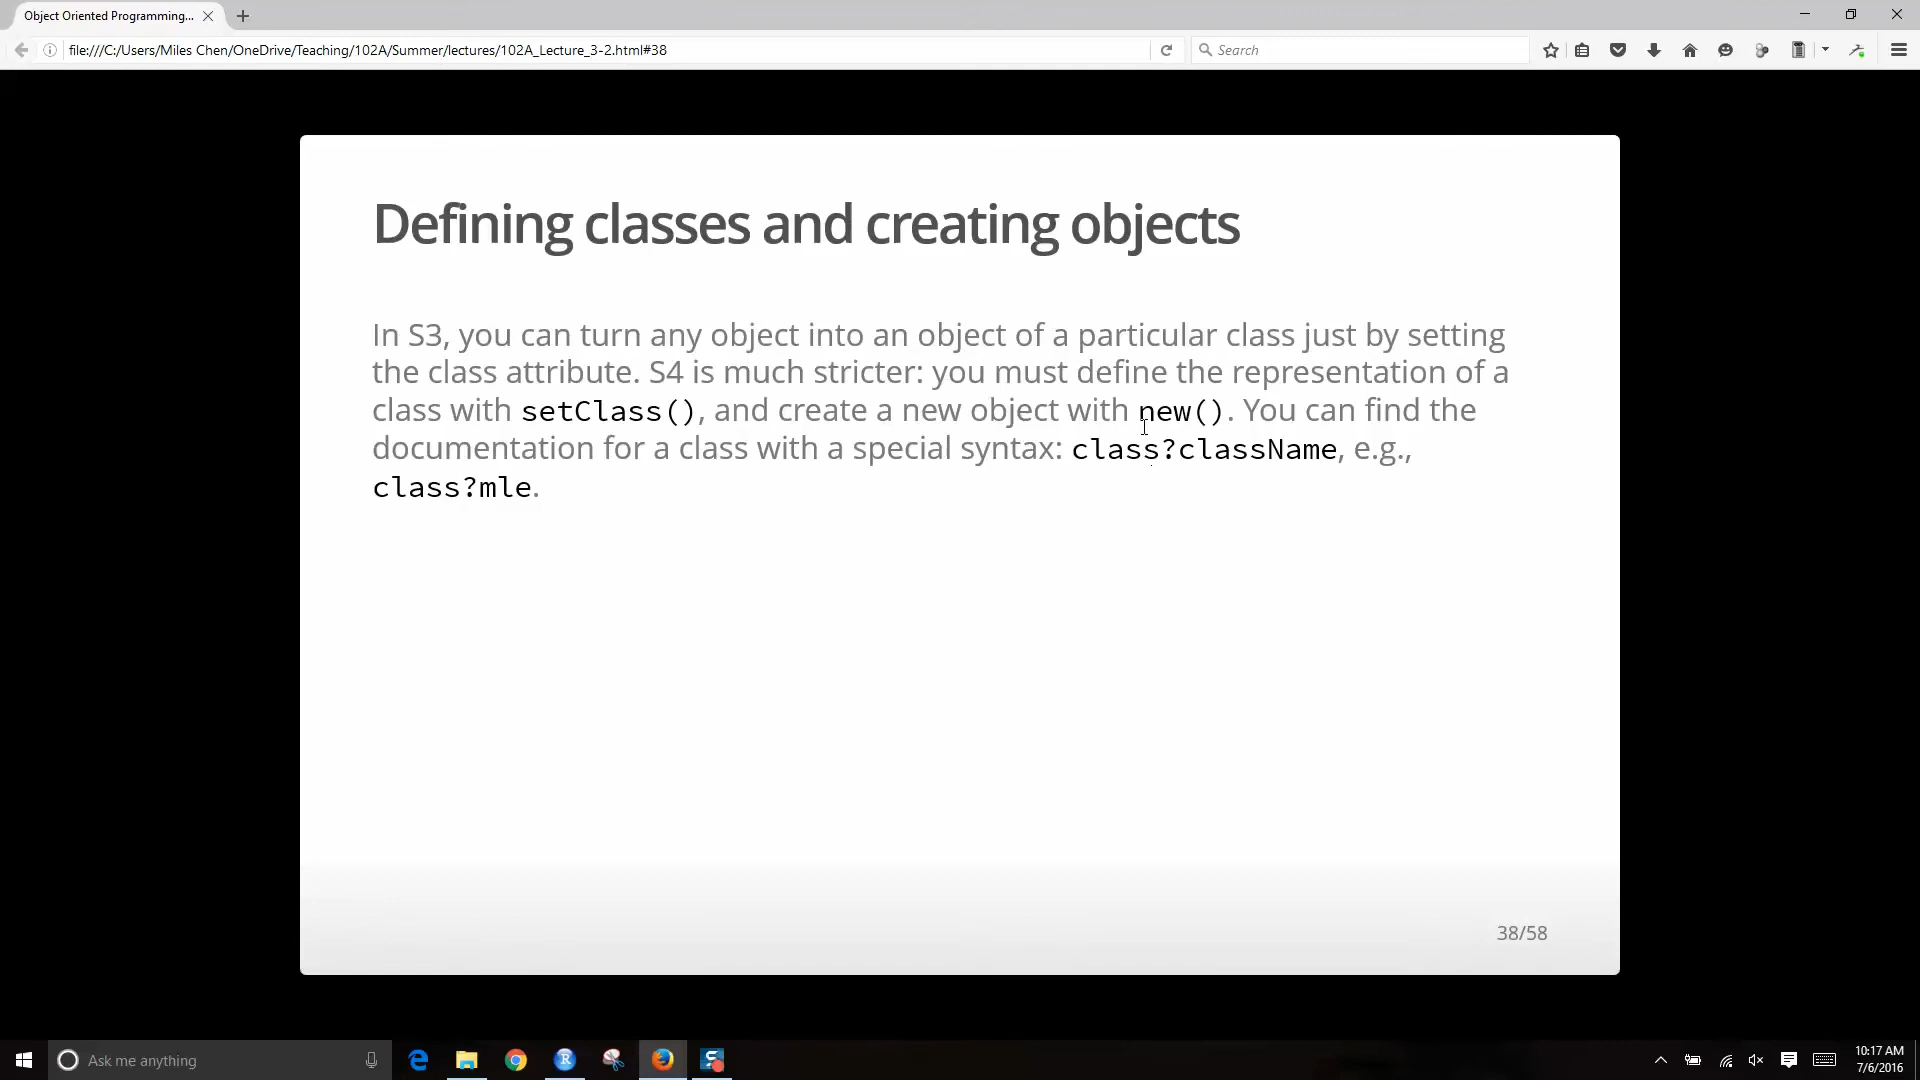 Object Oriented Programming...
file:///C:/Users/Miles Chen/OneDrive/Teaching/102A/Summer/lectures/102A_Lecture_3-2.html#38
Search
Defining classes and creating objects
In S3, you can turn any object into an object of a particular class just by setting
the class attribute. S4 is much stricter: you must define the representation of a
class with setClass(), and create a new object with new(). You can find the
documentation for a class with a special syntax: class?className, e.g.,
class?mle.
38/58
Ask me anything
10:17 AM
7/6/2016